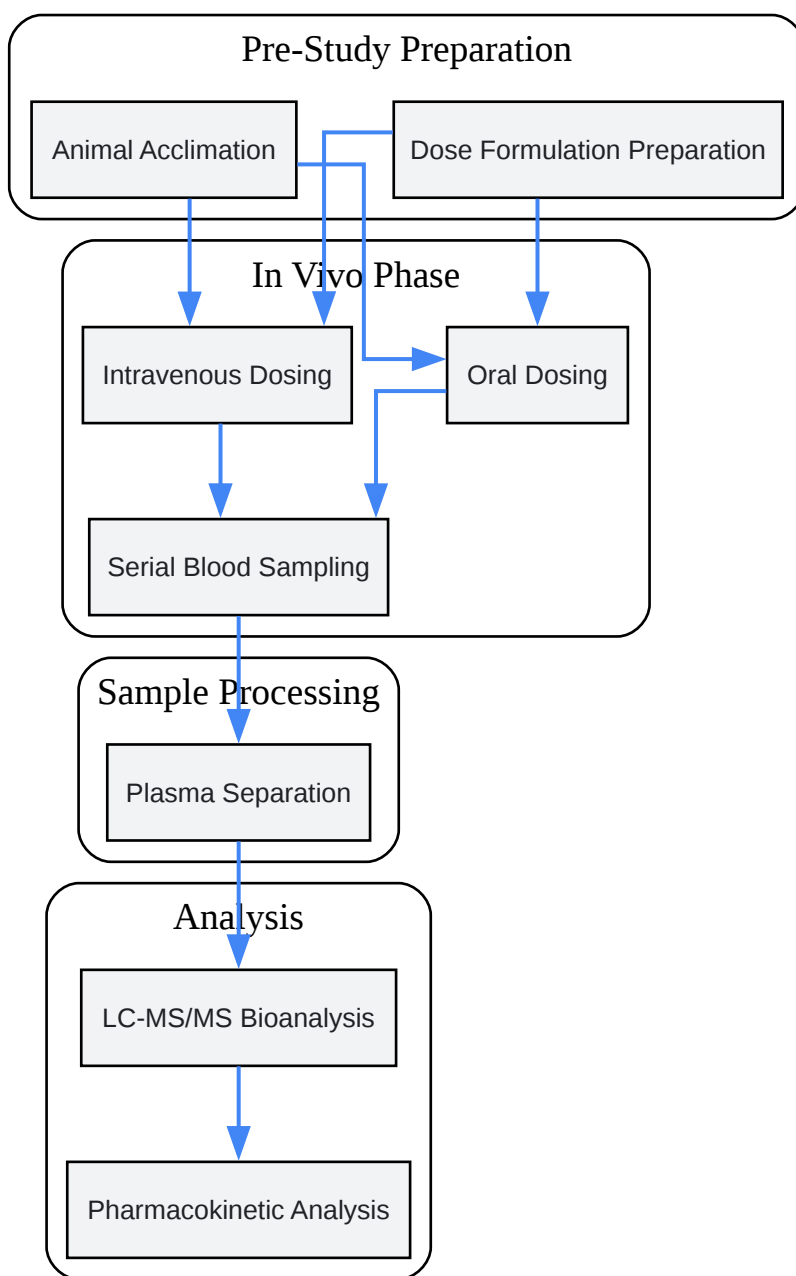 Pre-Study Preparation
Animal Acclimation
Dose Formulation Preparation
In Vivo Phase
Intravenous Dosing
Oral Dosing
Serial Blood Sampling
Sample Processing
Plasma Separation
Analysis
LC-MS/MS Bioanalysis
Pharmacokinetic Analysis